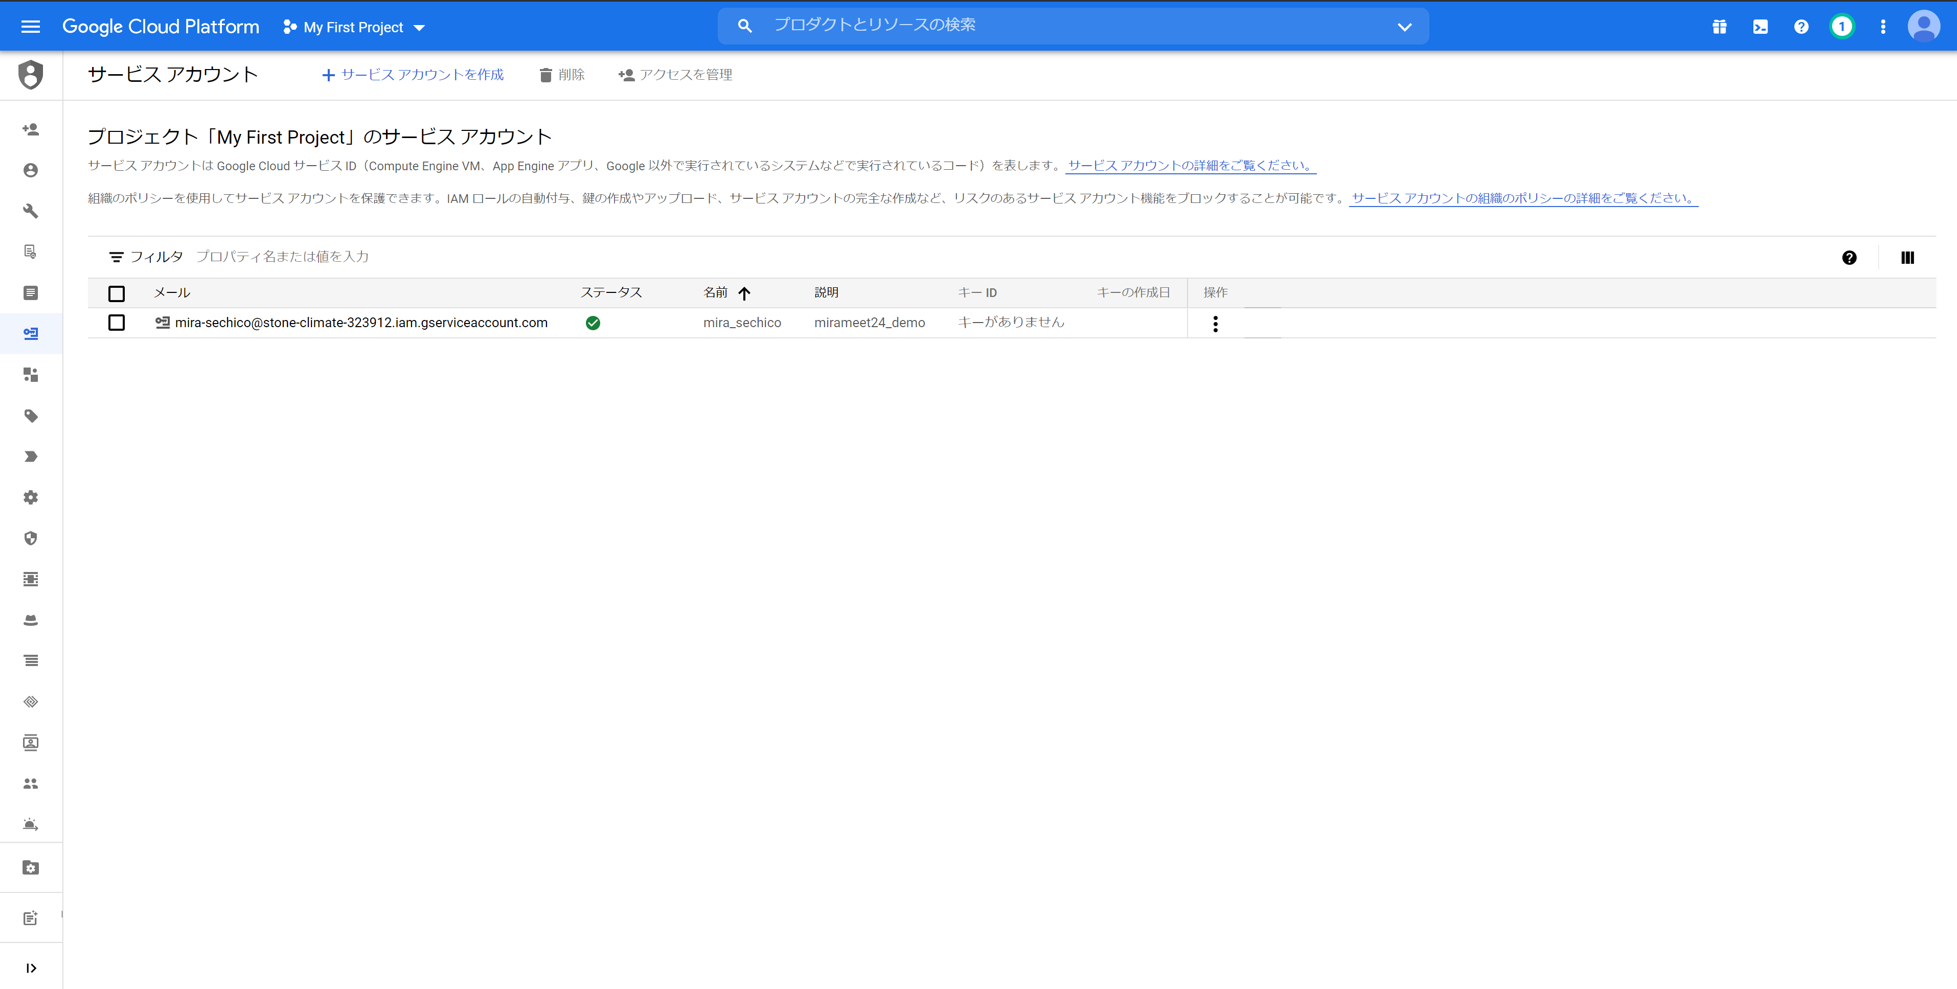 Google Cloud Platform My First Project プロダクトとリソースの検索 1
サービス アカウント サービス アカウントを作成 削除 アクセスを管理
プロジェクト「My First Project」のサービス アカウント
サービス アカウントは Google Cloud サービス ID（Compute Engine VM、App Engine アプリ、Google 以外で実行されているシステムなどで実行されているコード）を表します。 サービス アカウントの詳細をご覧ください。
組織のポリシーを使用してサービス アカウントを保護できます。IAM ロールの自動付与、鍵の作成やアップロード、サービス アカウントの完全な作成など、リスクのあるサービス アカウント機能をブロックすることが可能です。 サービス アカウントの組織のポリシーの詳細をご覧ください。
フィルタ プロパティ名または値を入力
メール ステータス 名前 説明 キー ID キーの作成日 操作
mira-sechico@stone-climate-323912.iam.gserviceaccount.com mira_sechico mirameet24_demo キーがありません